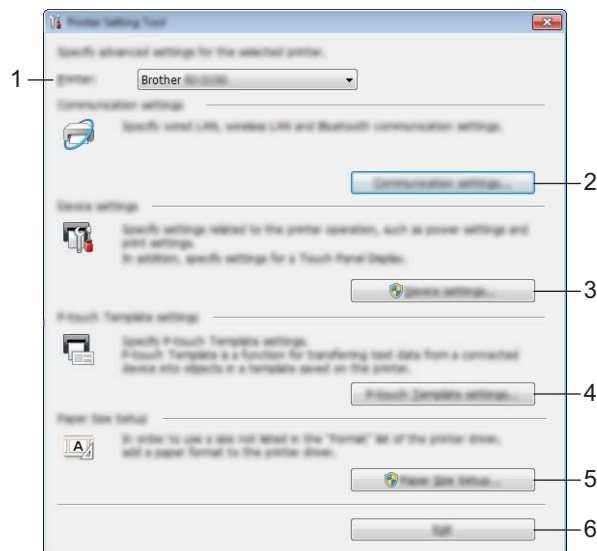 Printer Setting Tool
Specify advanced settings for the selected printer.
1 Printer: Brother
Communication settings
Specify wired LAN, wireless LAN and Bluetooth communication settings.
Communication settings... 2
Device settings
Specify settings related to the printer operation, such as power settings and
print settings.
In addition, specify settings for a Touch Panel Display.
Device settings... 3
P-touch Template settings
Specify P-touch Template settings.
P-touch Template is a function for transferring text data from a connected
device into objects in a template saved on the printer.
P-touch Template settings... 4
Paper Size Setup
A
In order to use a size not listed in the "Format" list of the printer driver,
add a paper format to the printer driver.
Paper Size Setup... 5
Exit 6